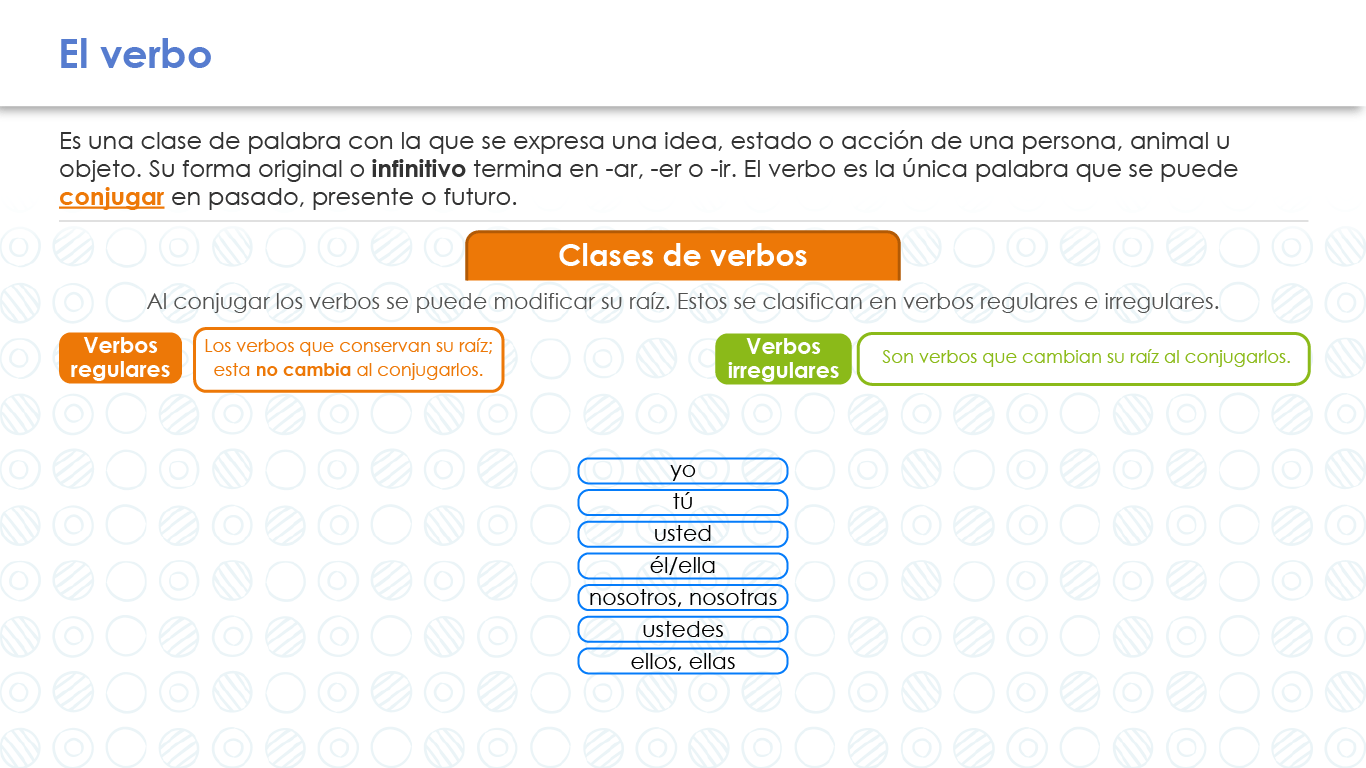 El verbo
Es una clase de palabra con la que se expresa una idea, estado o acción de una persona, animal u
objeto. Su forma original o infinitivo termina en -ar, -er o -ir. El verbo es la única palabra que se puede
conjugar en pasado, presente o futuro.
Clases de verbos
Al conjugar los verbos se puede modificar su raíz. Estos se clasifican en verbos regulares e irregulares.
Verbos
regulares
Los verbos que conservan su raíz;
esta no cambia al conjugarlos.
Verbos
irregulares
Son verbos que cambian su raíz al conjugarlos.
yo
tú
usted
él/ella
nosotros, nosotras
ustedes
ellos, ellas